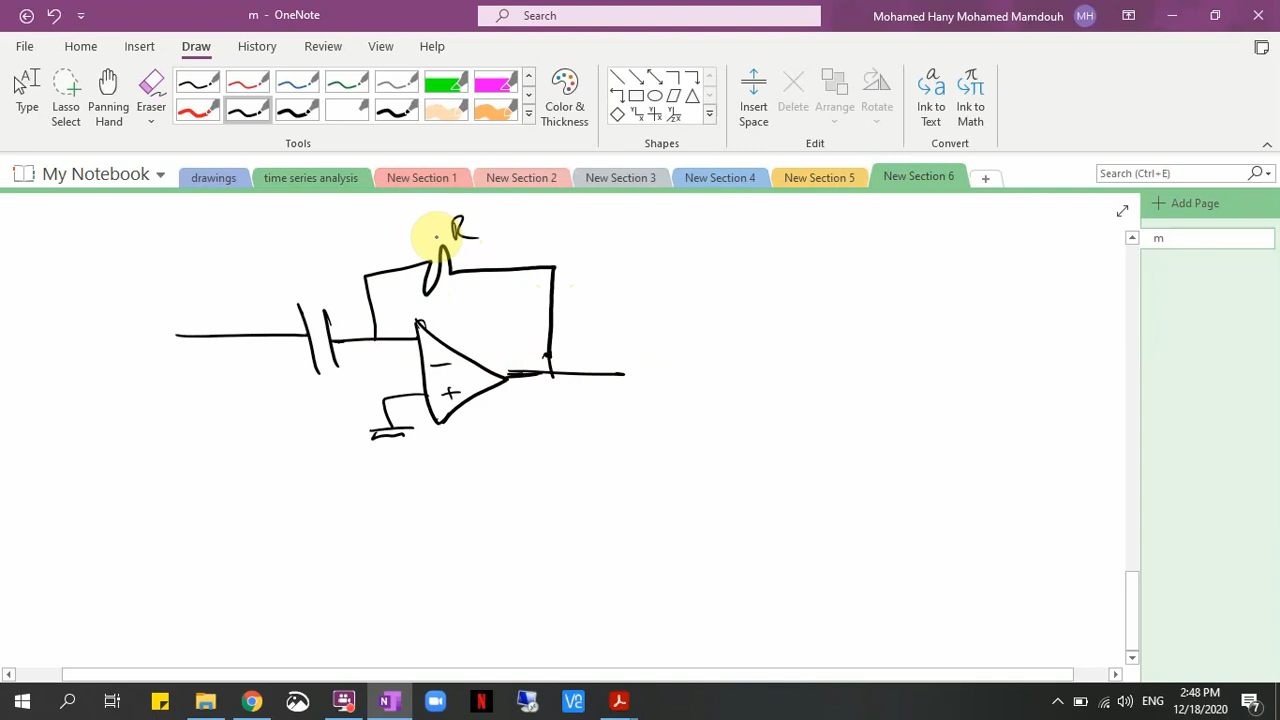 m - OneNote
Search
Mohamed Hany Mohamed Mamdouh MH
File Home Insert Draw History Review View Help
Type
Lasso Select
Panning Hand
Eraser
Color & Thickness
Insert Space
Delete
Arrange
Rotate
Ink to Text
Ink to Math
Tools
Shapes
Edit
Convert
My Notebook
drawings
time series analysis
New Section 1
New Section 2
New Section 3
New Section 4
New Section 5
New Section 6
Search (Ctrl+E)
Add Page
m
R
−
+
ENG
2:48 PM
12/18/2020
7